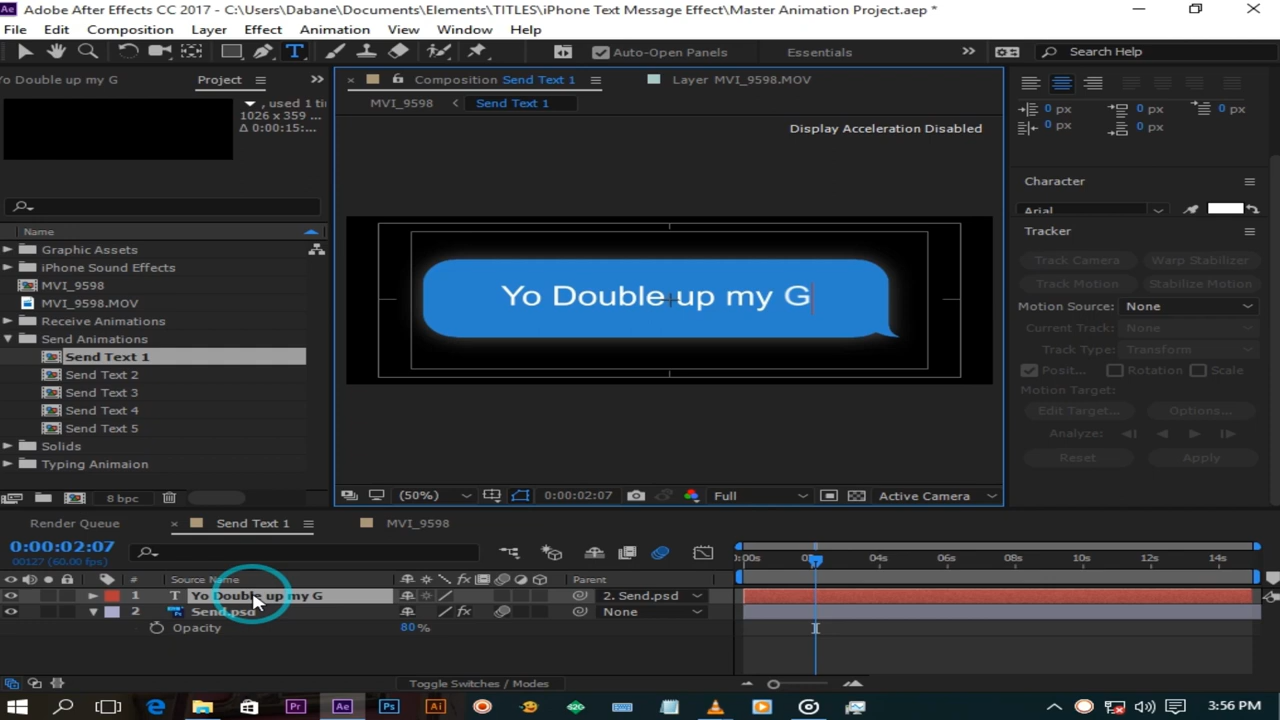 Ae Adobe After Effects CC 2017 - C:\Users\Dabane\Documents\Elements\TITLES\iPhone Text Message Effect\Master Animation Project.aep *
File Edit Composition Layer Effect Animation View Window Help
T Auto-Open Panels Essentials >> Search Help
Yo Double up my G Project >> Composition Send Text 1 Layer MVI_9598.MOV
MVI_9598 < Send Text 1
, used 1 ti
1026 x 359
Δ 0:00:15:...
Display Acceleration Disabled
0 px 0 px 0 px
0 px 0 px
Character
Arial
Name
Graphic Assets
iPhone Sound Effects
MVI_9598
MVI_9598.MOV
Receive Animations
Send Animations
Send Text 1
Send Text 2
Send Text 3
Send Text 4
Send Text 5
Solids
Typing Animaion
8 bpc
Yo Double up my G
(50%) 0:00:02:07 Full Active Camera
Tracker
Track Camera Warp Stabilizer
Track Motion Stabilize Motion
Motion Source: None
Current Track: None
Track Type: Transform
Posit... Rotation Scale
Motion Target:
Edit Target... Options...
Analyze:
Reset Apply
Render Queue Send Text 1 MVI_9598
0:00:02:07
00127 (60.00 fps)
:00s 04s 06s 08s 10s 12s 14s
# Source Name fx Parent
1 T Yo Double up my G 2. Send.psd
2 Send.psd fx None
Opacity 80 %
Toggle Switches / Modes
Pr Ae Ps Ai 3:56 PM